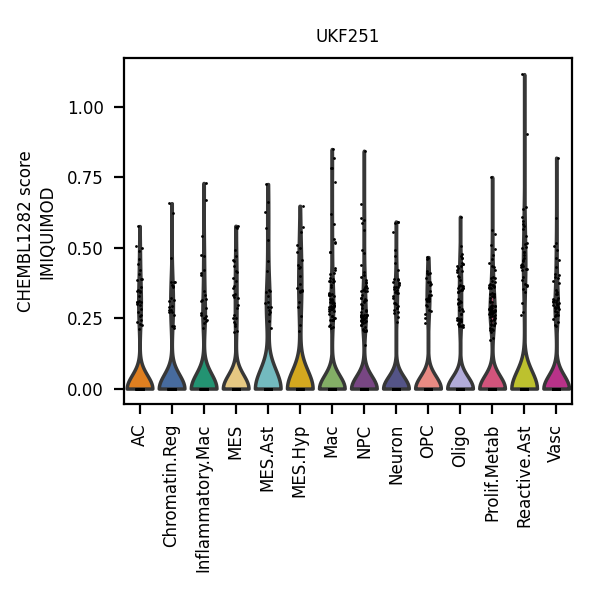 UKF251
CHEMBL1282 score
IMIQUIMOD
1.00
0.75
0.50
0.25
0.00
AC
Chromatin.Reg
Inflammatory.Mac
MES
MES.Ast
MES.Hyp
Mac
NPC
Neuron
OPC
Oligo
Prolif.Metab
Reactive.Ast
Vasc